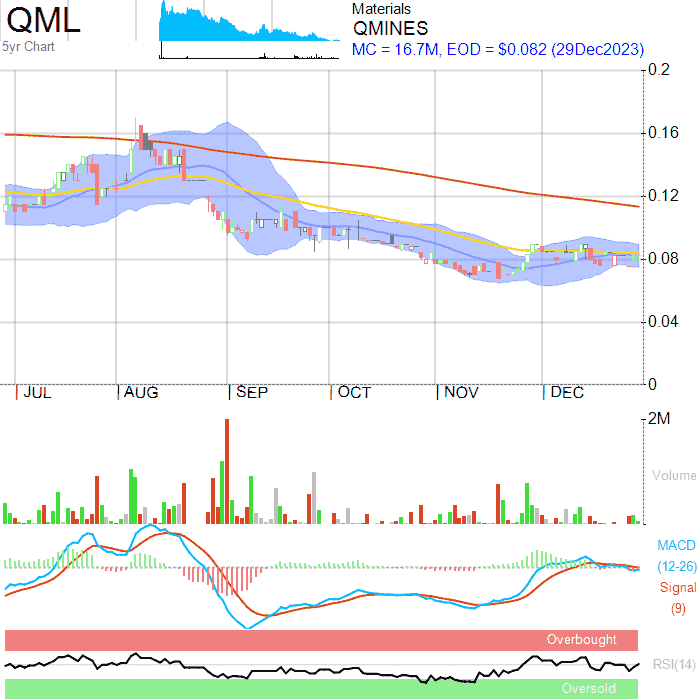 QML
5yr Chart
Materials
QMINES
MC = 16.7M, EOD = $0.082 (29Dec2023)
0.2
0.16
0.12
0.08
0.04
0
JUL AUG SEP OCT NOV DEC
2M
Volume
MACD
(12-26)
Signal
(9)
Overbought
RSI(14)
Oversold